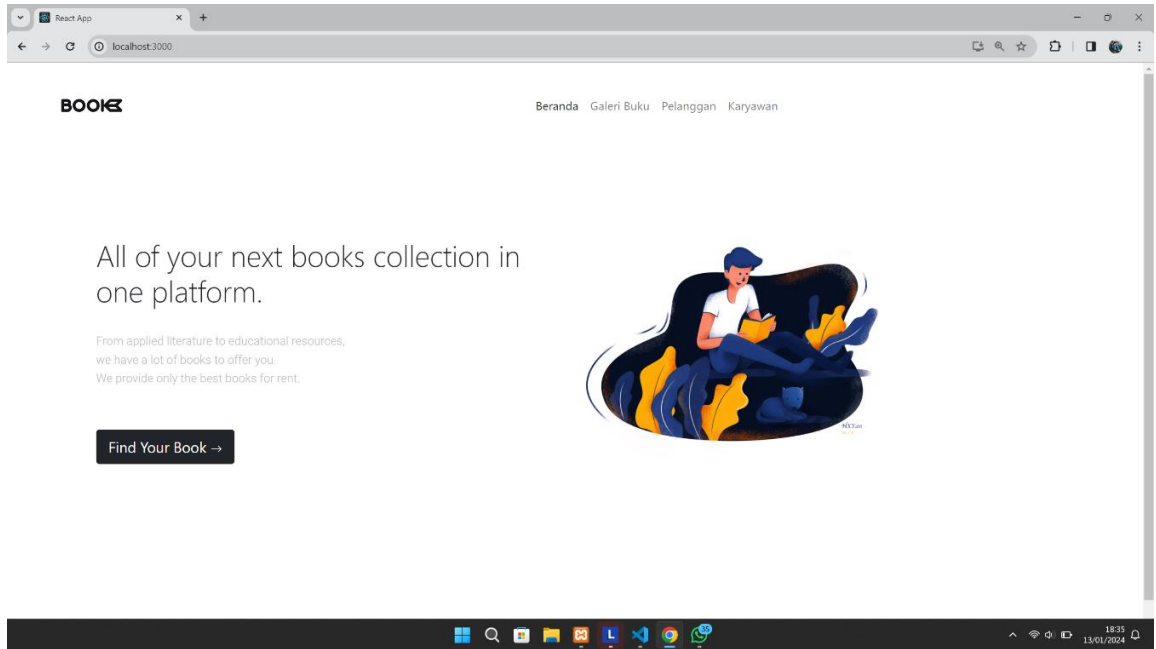 React App
localhost:3000
BOOK
Beranda Galeri Buku Pelanggan Karyawan
All of your next books collection in
one platform.
From applied literature to educational resources,
we have a lot of books to offer you.
We provide only the best books for rent.
Find Your Book →
L
35
18:35
13/01/2024